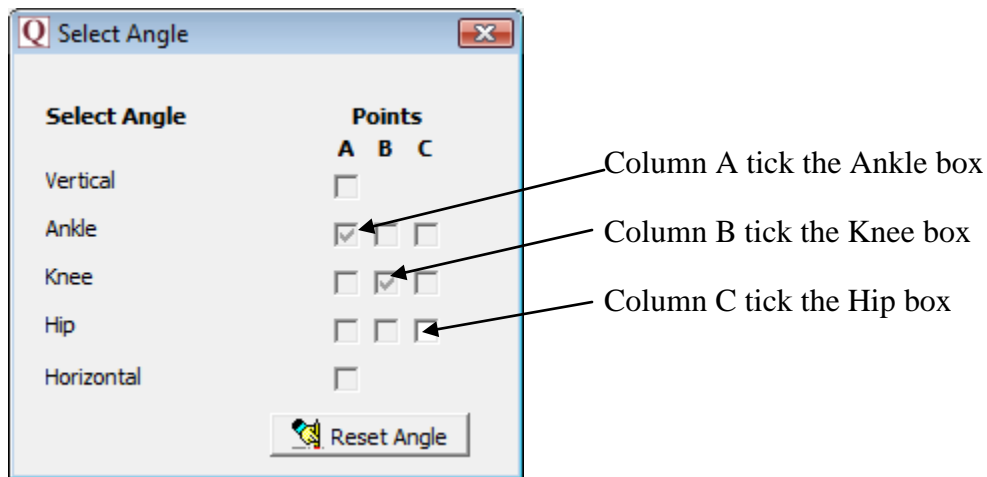 Q Select Angle
Select Angle Points
A B C
Vertical
Ankle
Knee
Hip
Horizontal
Reset Angle
Column A tick the Ankle box
Column B tick the Knee box
Column C tick the Hip box